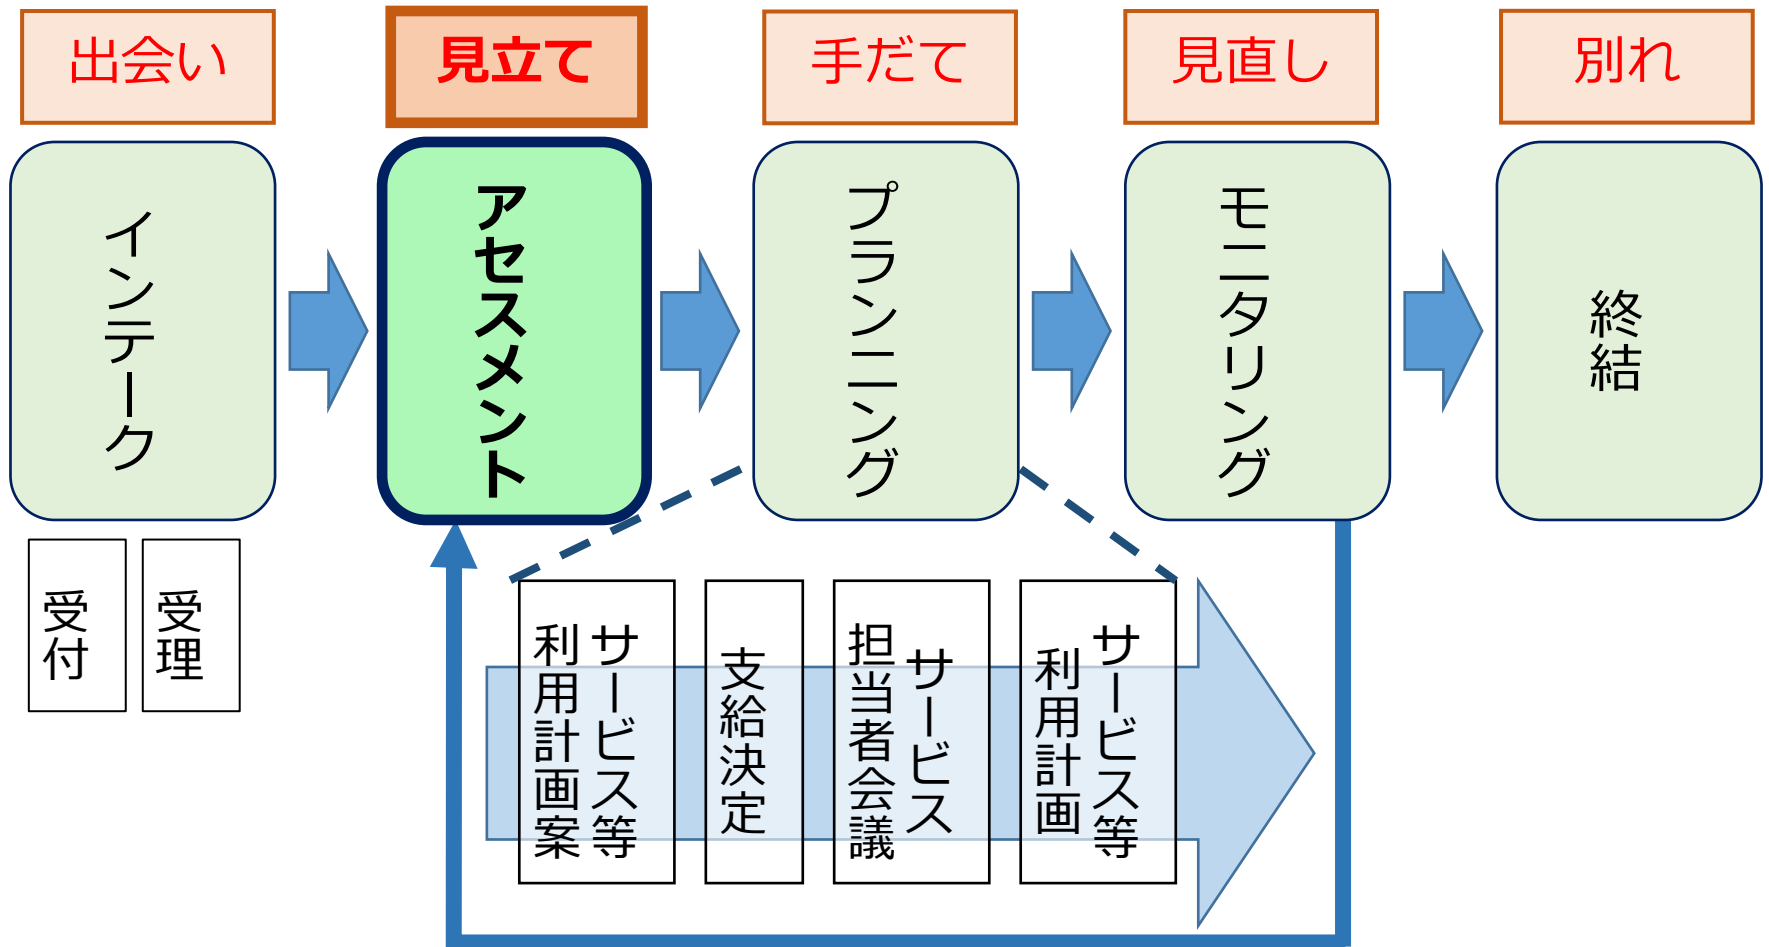 出会い
見立て
手だて
見直し
別れ
インテーク
アセスメント
プランニング
モニタリング
終結
受付
受理
サービス等
利用計画案
支給決定
サービス
担当者会議
サービス等
利用計画